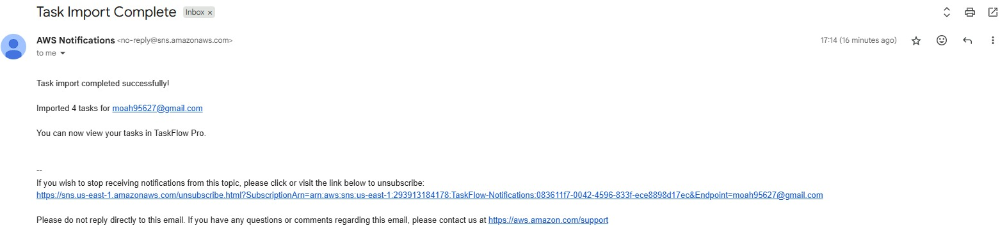 Task Import Complete Inbox ×
AWS Notifications <no-reply@sns.amazonaws.com> 17:14 (16 minutes ago)
to me
Task import completed successfully!
Imported 4 tasks for moah95627@gmail.com
You can now view your tasks in TaskFlow Pro.
--
If you wish to stop receiving notifications from this topic, please click or visit the link below to unsubscribe:
https://sns.us-east-1.amazonaws.com/unsubscribe.html?SubscriptionArn=arn:aws:sns:us-east-1:293913184178:TaskFlow-Notifications:083611f7-0042-4596-833f-ece8898d17ec&Endpoint=moah95627@gmail.com
Please do not reply directly to this email. If you have any questions or comments regarding this email, please contact us at https://aws.amazon.com/support